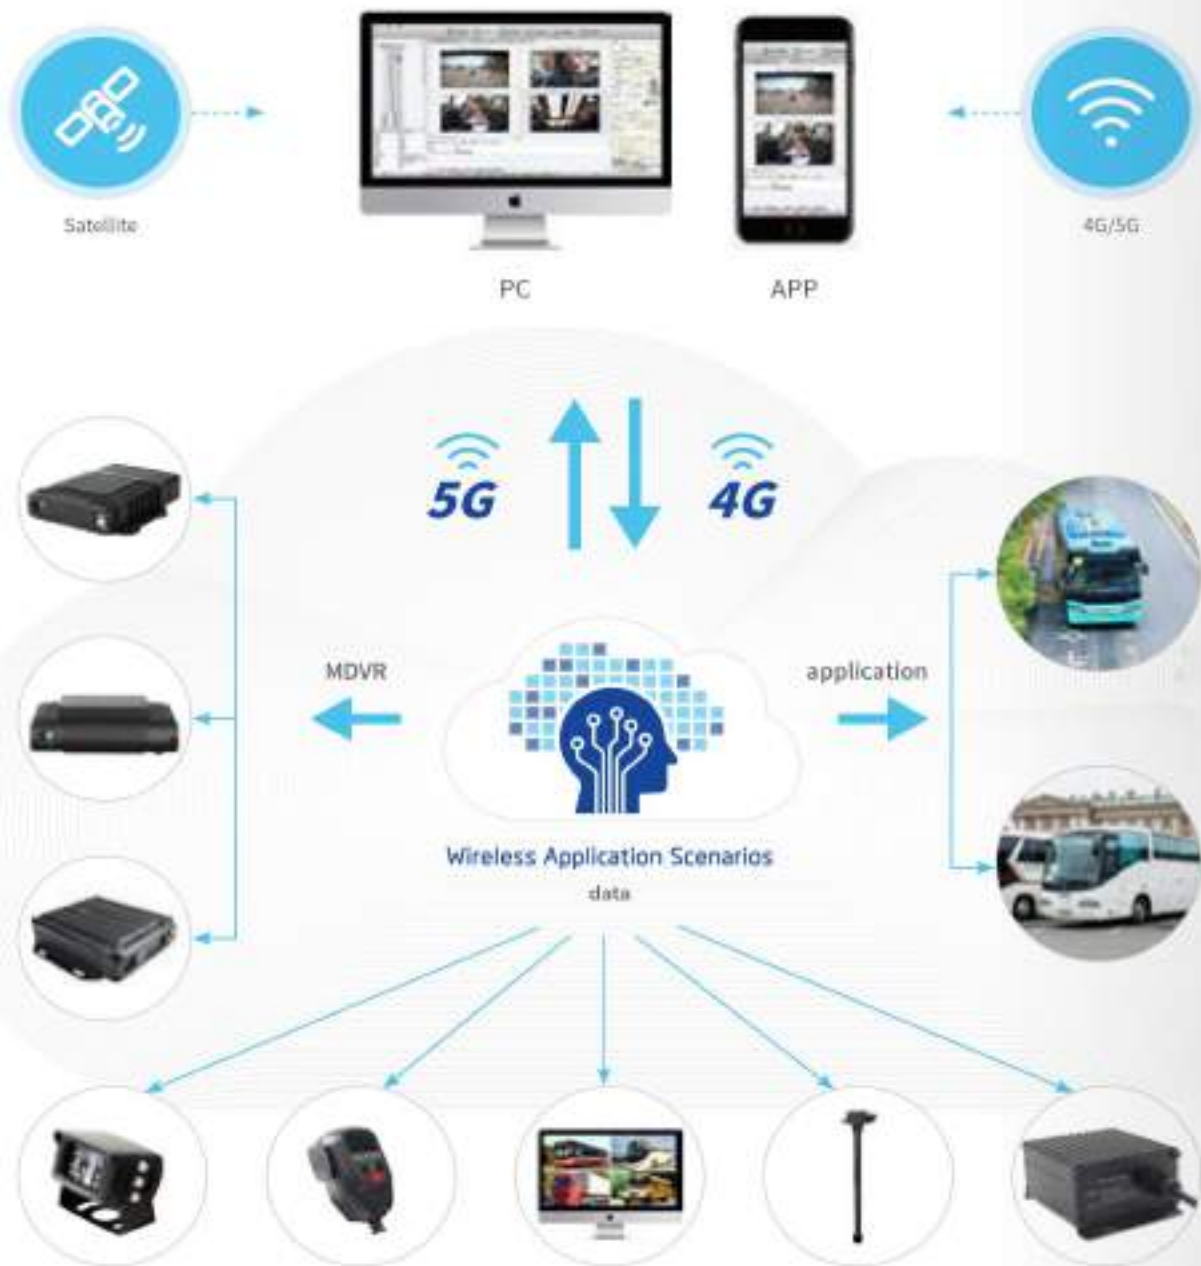 Satellite
4G/5G
PC
APP
5G
4G
MDVR
application
Wireless Application Scenarios
data